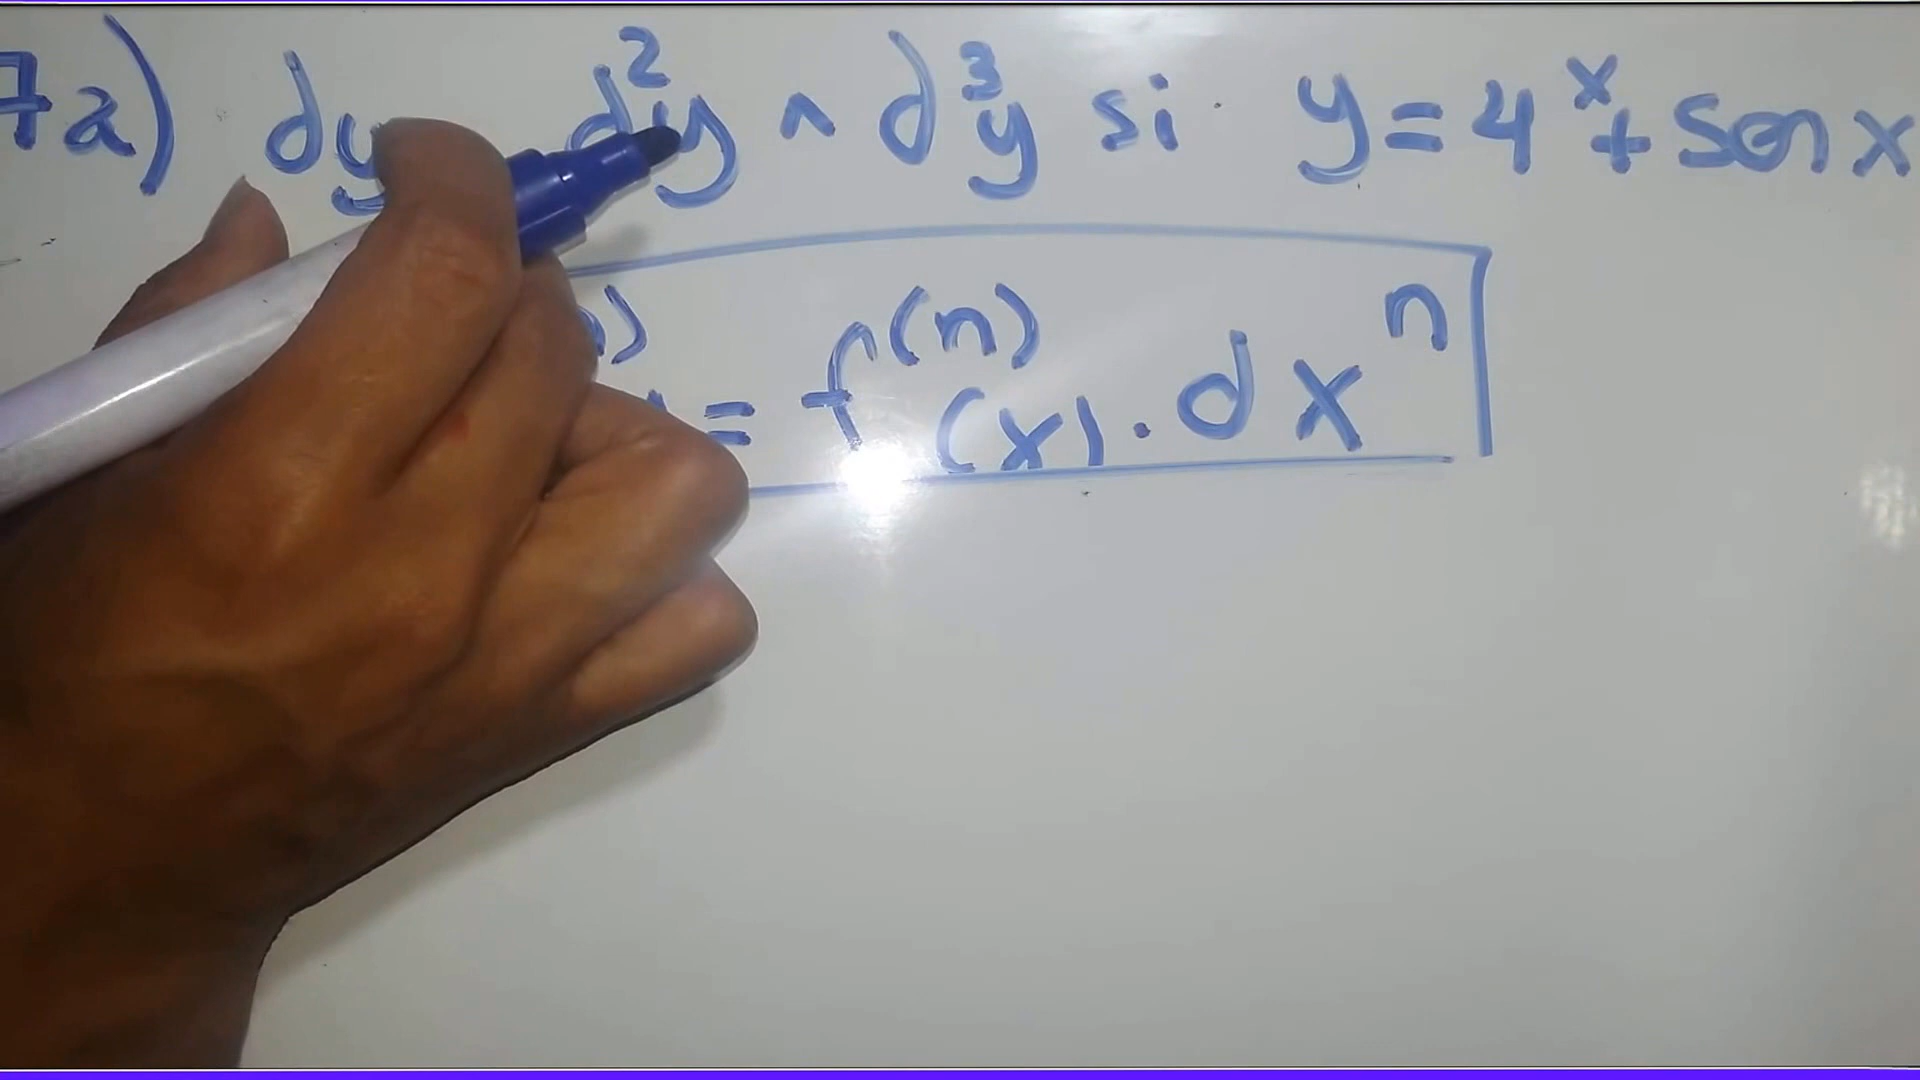 7a) dy d²y ∧ d³y si y = 4ˣ + sen x
) = f⁽ⁿ⁾(x) · dxⁿ